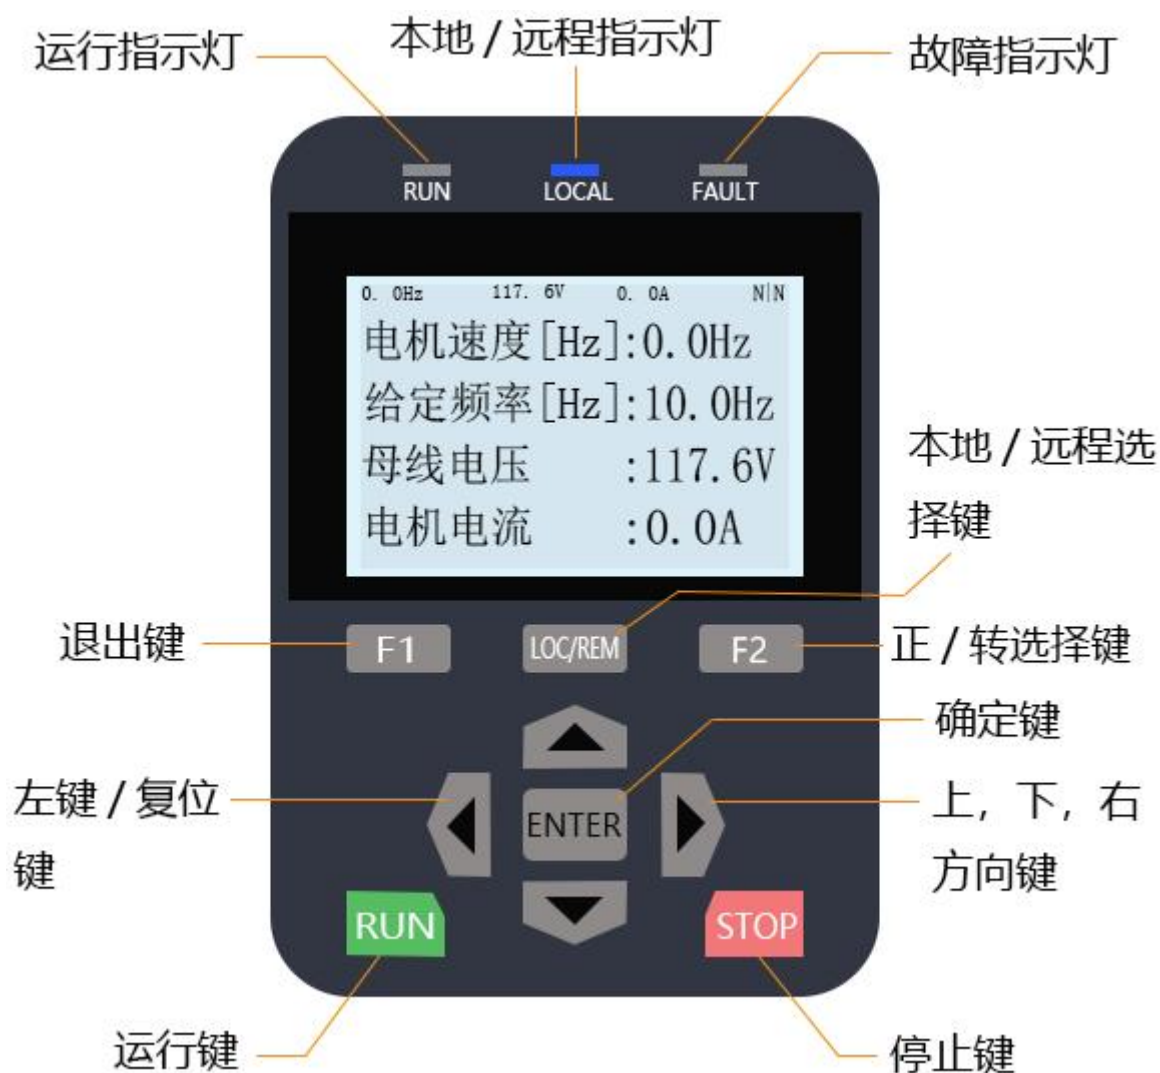 运行指示灯
本地 / 远程指示灯
故障指示灯
RUN
LOCAL
FAULT
0. 0Hz 117. 6V 0. 0A N|N
电机速度[Hz]:0.0Hz
给定频率[Hz]:10.0Hz
母线电压 :117.6V
电机电流 :0.0A
本地 / 远程选
择键
退出键
F1
LOC/REM
F2
正 / 转选择键
确定键
左键 / 复位
键
ENTER
上, 下, 右
方向键
RUN
STOP
运行键
停止键